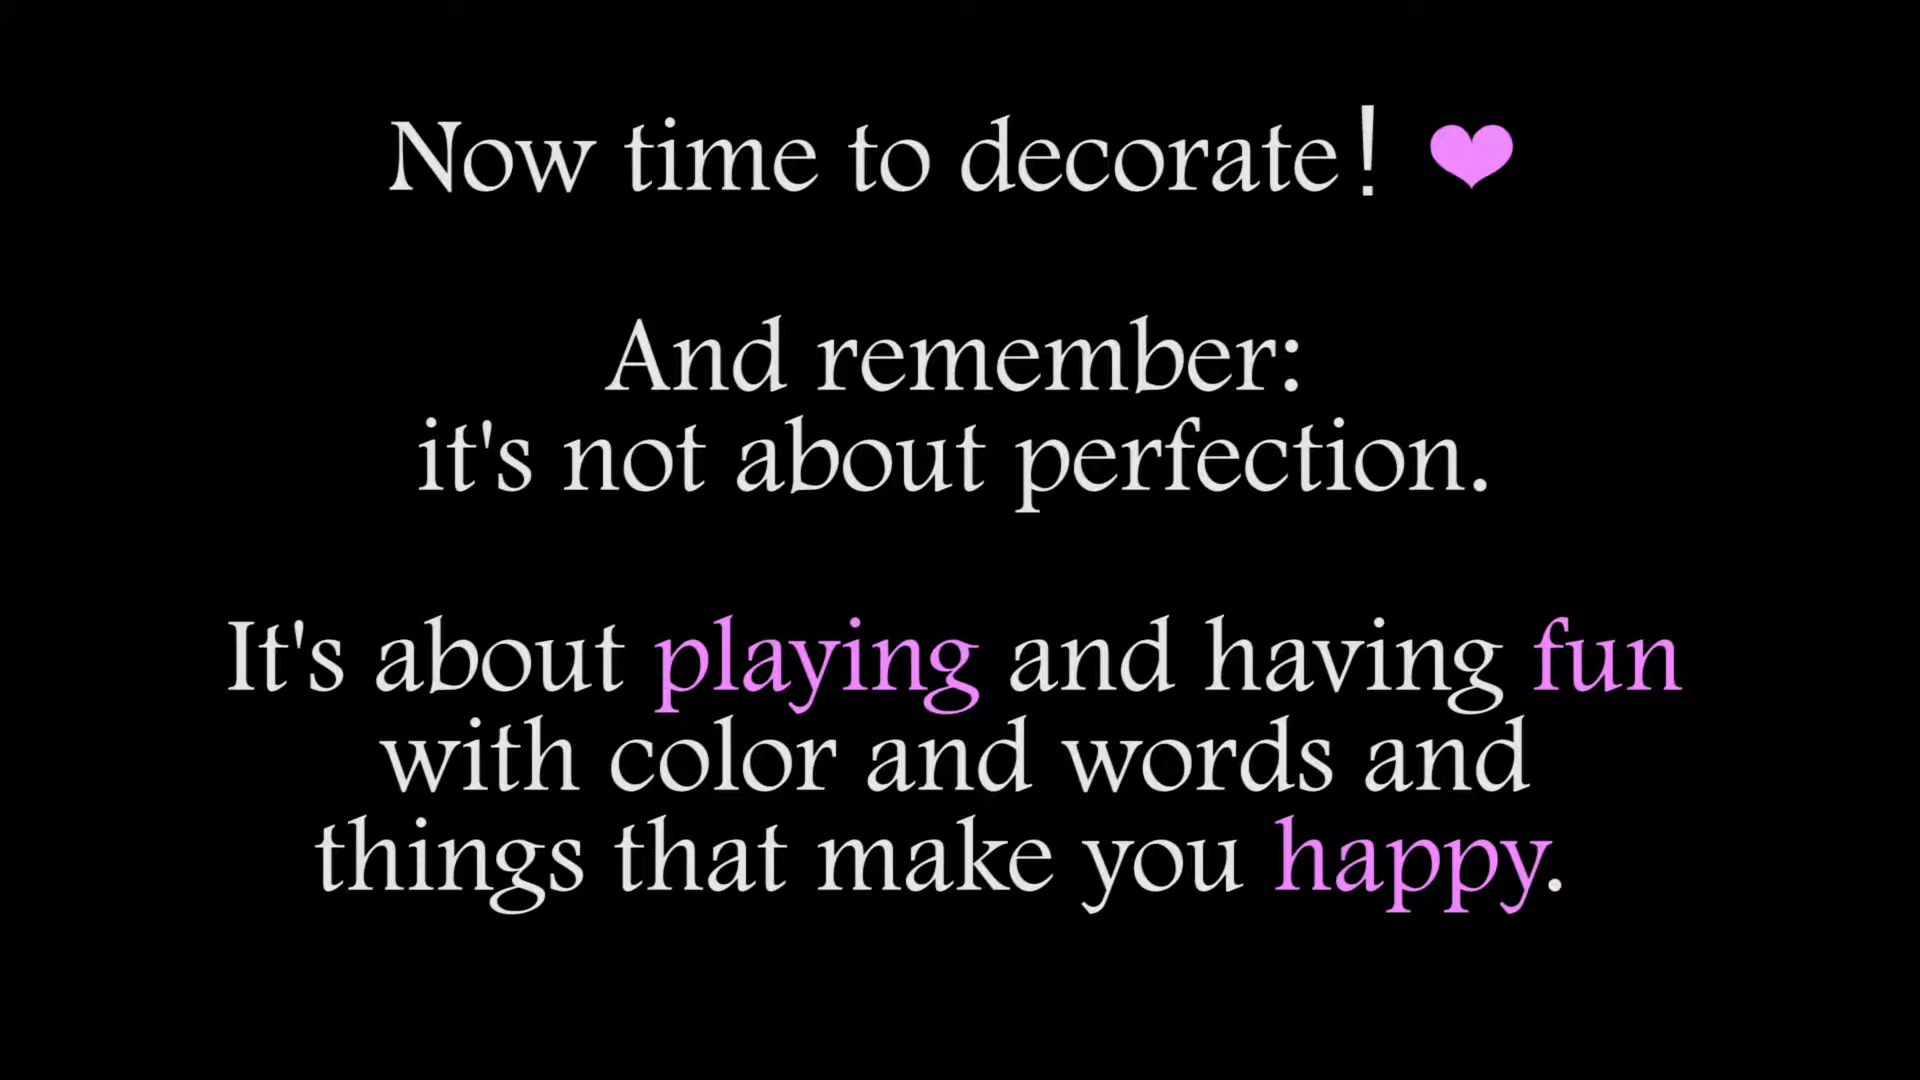 Now time to decorate! ❤
And remember:
it's not about perfection.
It's about playing and having fun
with color and words and
things that make you happy.